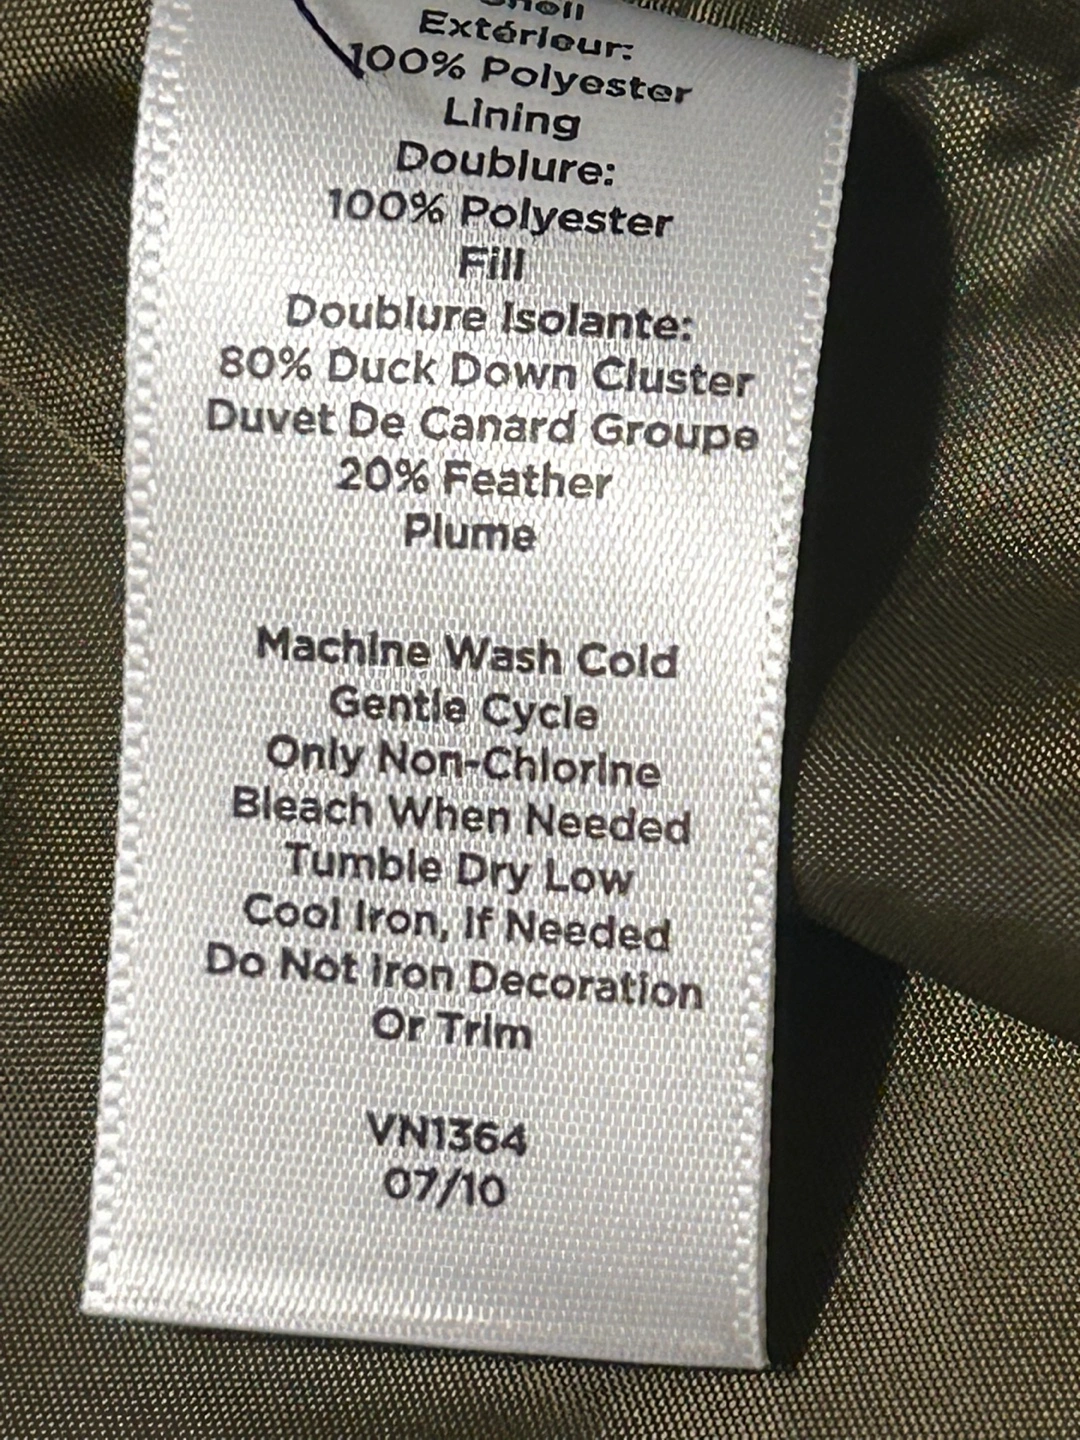 Shell
Extérieur:
100% Polyester
Lining
Doublure:
100% Polyester
Fill
Doublure Isolante:
80% Duck Down Cluster
Duvet De Canard Groupe
20% Feather
Plume
Machine Wash Cold
Gentle Cycle
Only Non-Chlorine
Bleach When Needed
Tumble Dry Low
Cool Iron, If Needed
Do Not Iron Decoration
Or Trim
VN1364
07/10